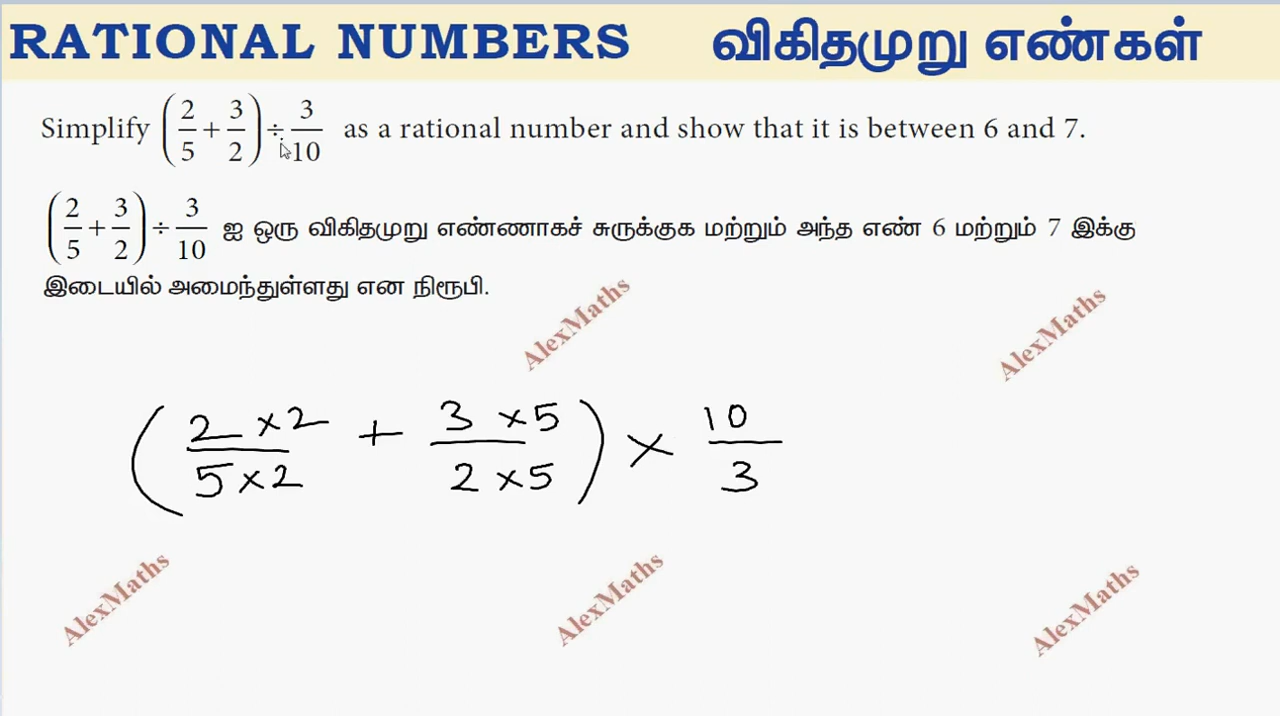 RATIONAL NUMBERS விகிதமுறு எண்கள்
Simplify (2/5 + 3/2) ÷ 3/10 as a rational number and show that it is between 6 and 7.
(2/5 + 3/2) ÷ 3/10 ஐ ஒரு விகிதமுறு எண்ணாகச் சுருக்குக மற்றும் அந்த எண் 6 மற்றும் 7 இக்கு
இடையில் அமைந்துள்ளது என நிரூபி.
AlexMaths
AlexMaths
(2 × 2 / 5 × 2 + 3 × 5 / 2 × 5) × 10/3
AlexMaths
AlexMaths
AlexMaths